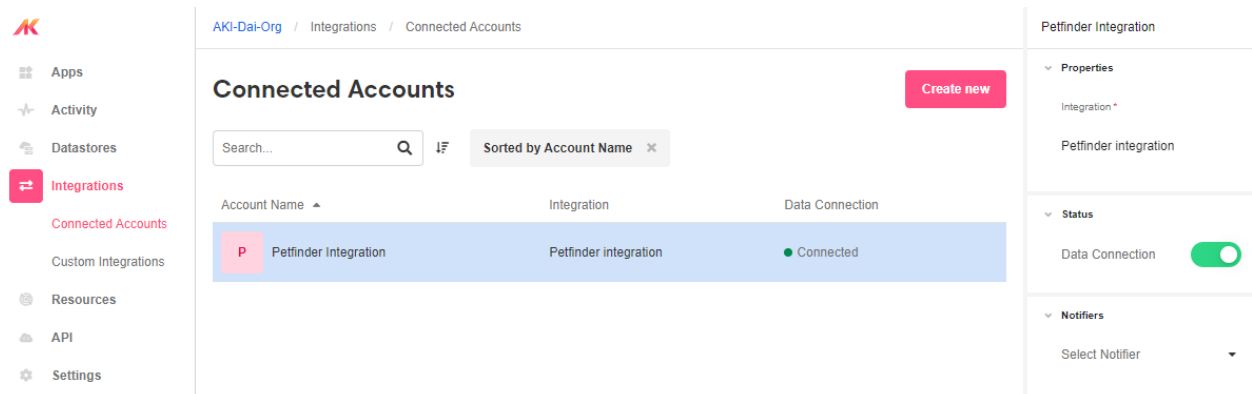 AK
Apps
Activity
Datastores
Integrations
Connected Accounts
Custom Integrations
Resources
API
Settings
AKI-Dai-Org / Integrations / Connected Accounts
Connected Accounts
Create new
Search...
Sorted by Account Name ×
Account Name Integration Data Connection
P Petfinder Integration Petfinder integration Connected
Petfinder Integration
Properties
Integration *
Petfinder integration
Status
Data Connection
Notifiers
Select Notifier